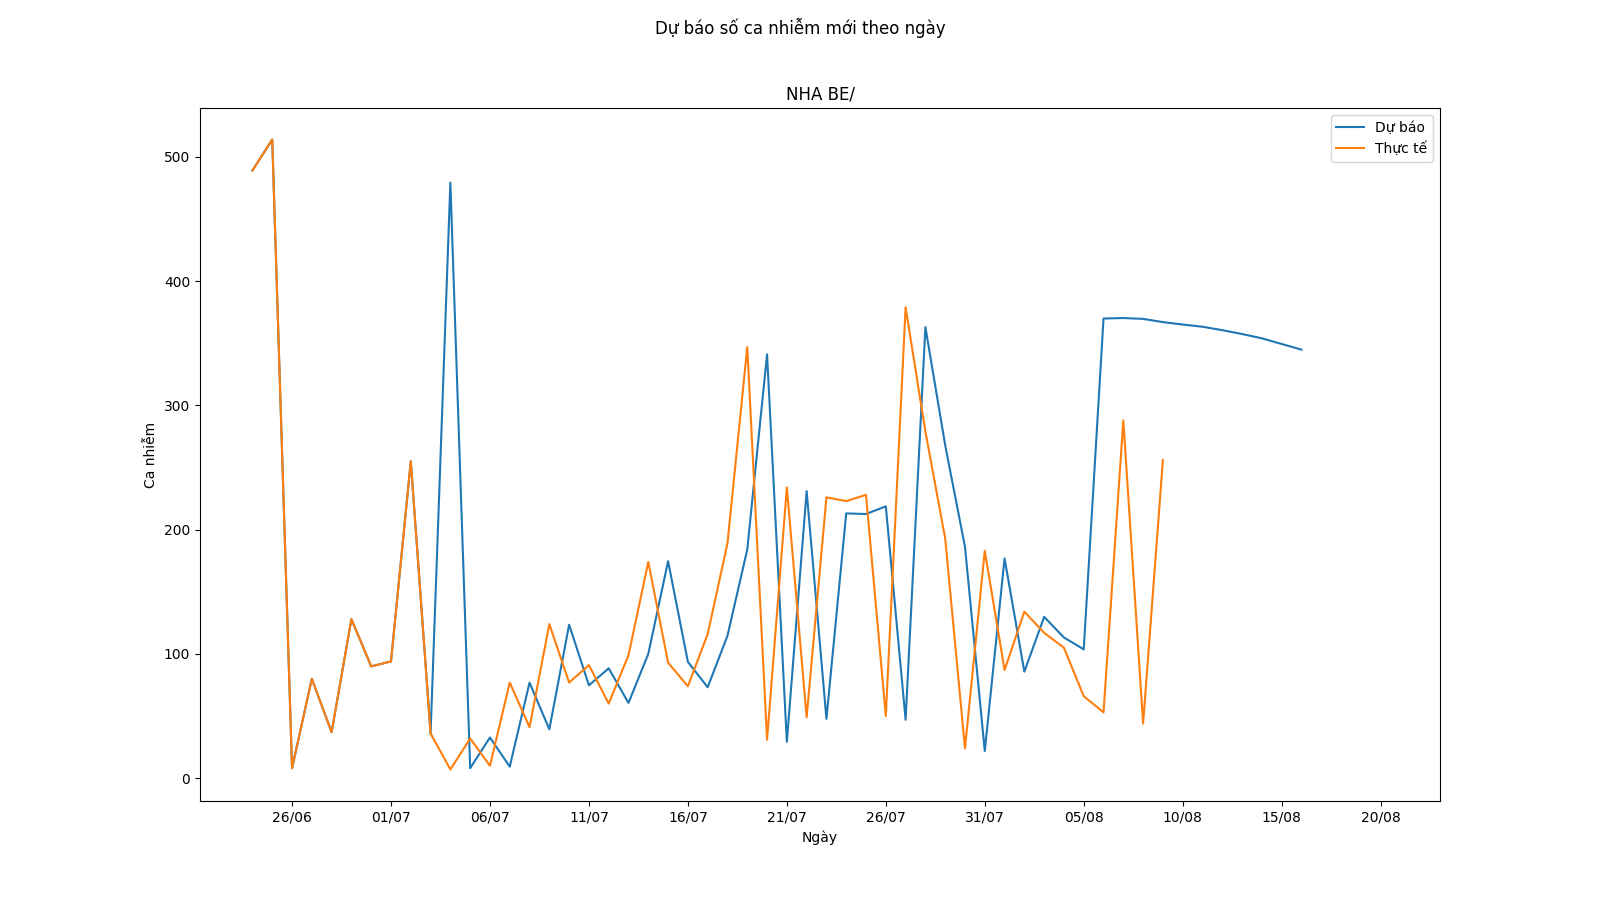 Dự báo số ca nhiễm mới theo ngày
NHA BE/
Dự báo
Thực tế
500
400
300
200
100
0
Ca nhiễm
26/06 01/07 06/07 11/07 16/07 21/07 26/07 31/07 05/08 10/08 15/08 20/08
Ngày